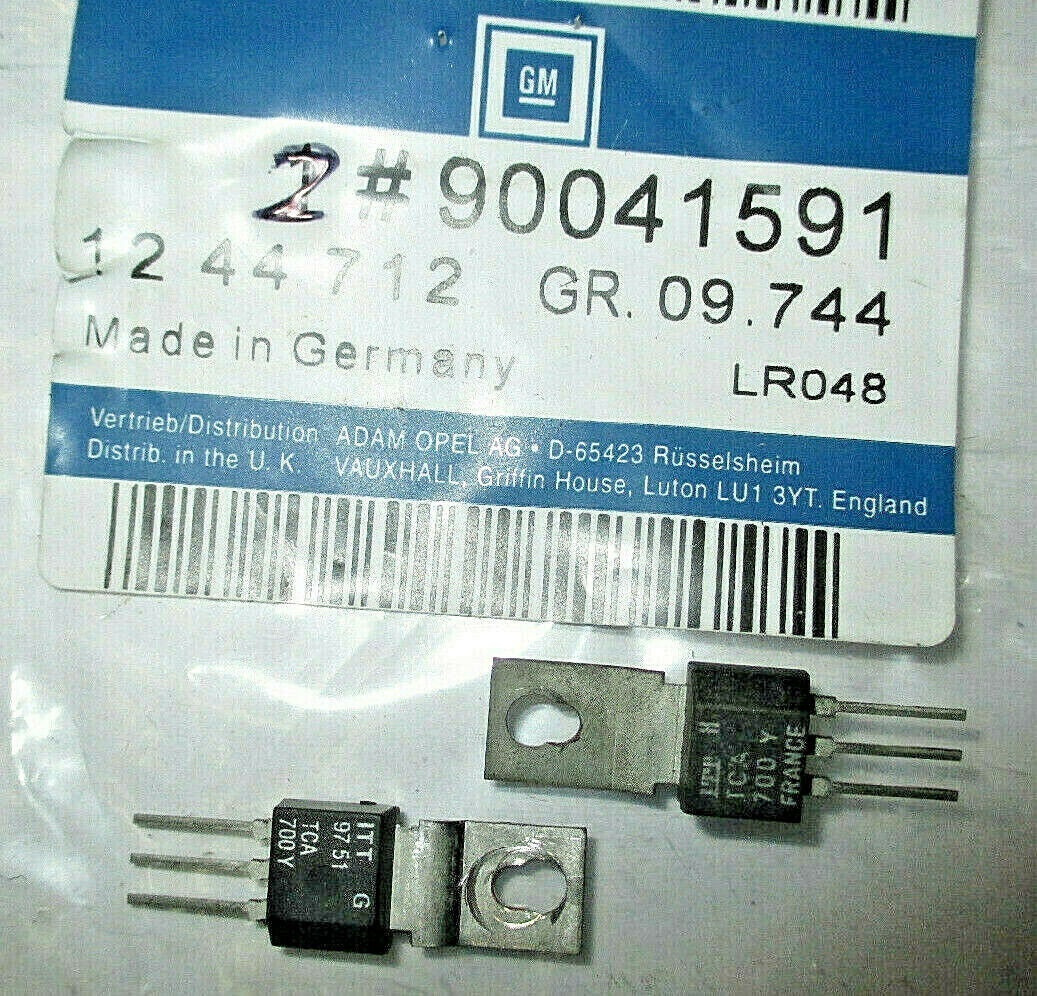 GM
2 #90041591
12 44 712 GR. 09.744
Made in Germany
LR048
Vertrieb/Distribution ADAM OPEL AG • D-65423 Rüsselsheim
Distrib. in the U. K. VAUXHALL, Griffin House, Luton LU1 3YT. England
ITT
TCA
700 Y
FRANCE
ITT G
9751
TCA
700Y